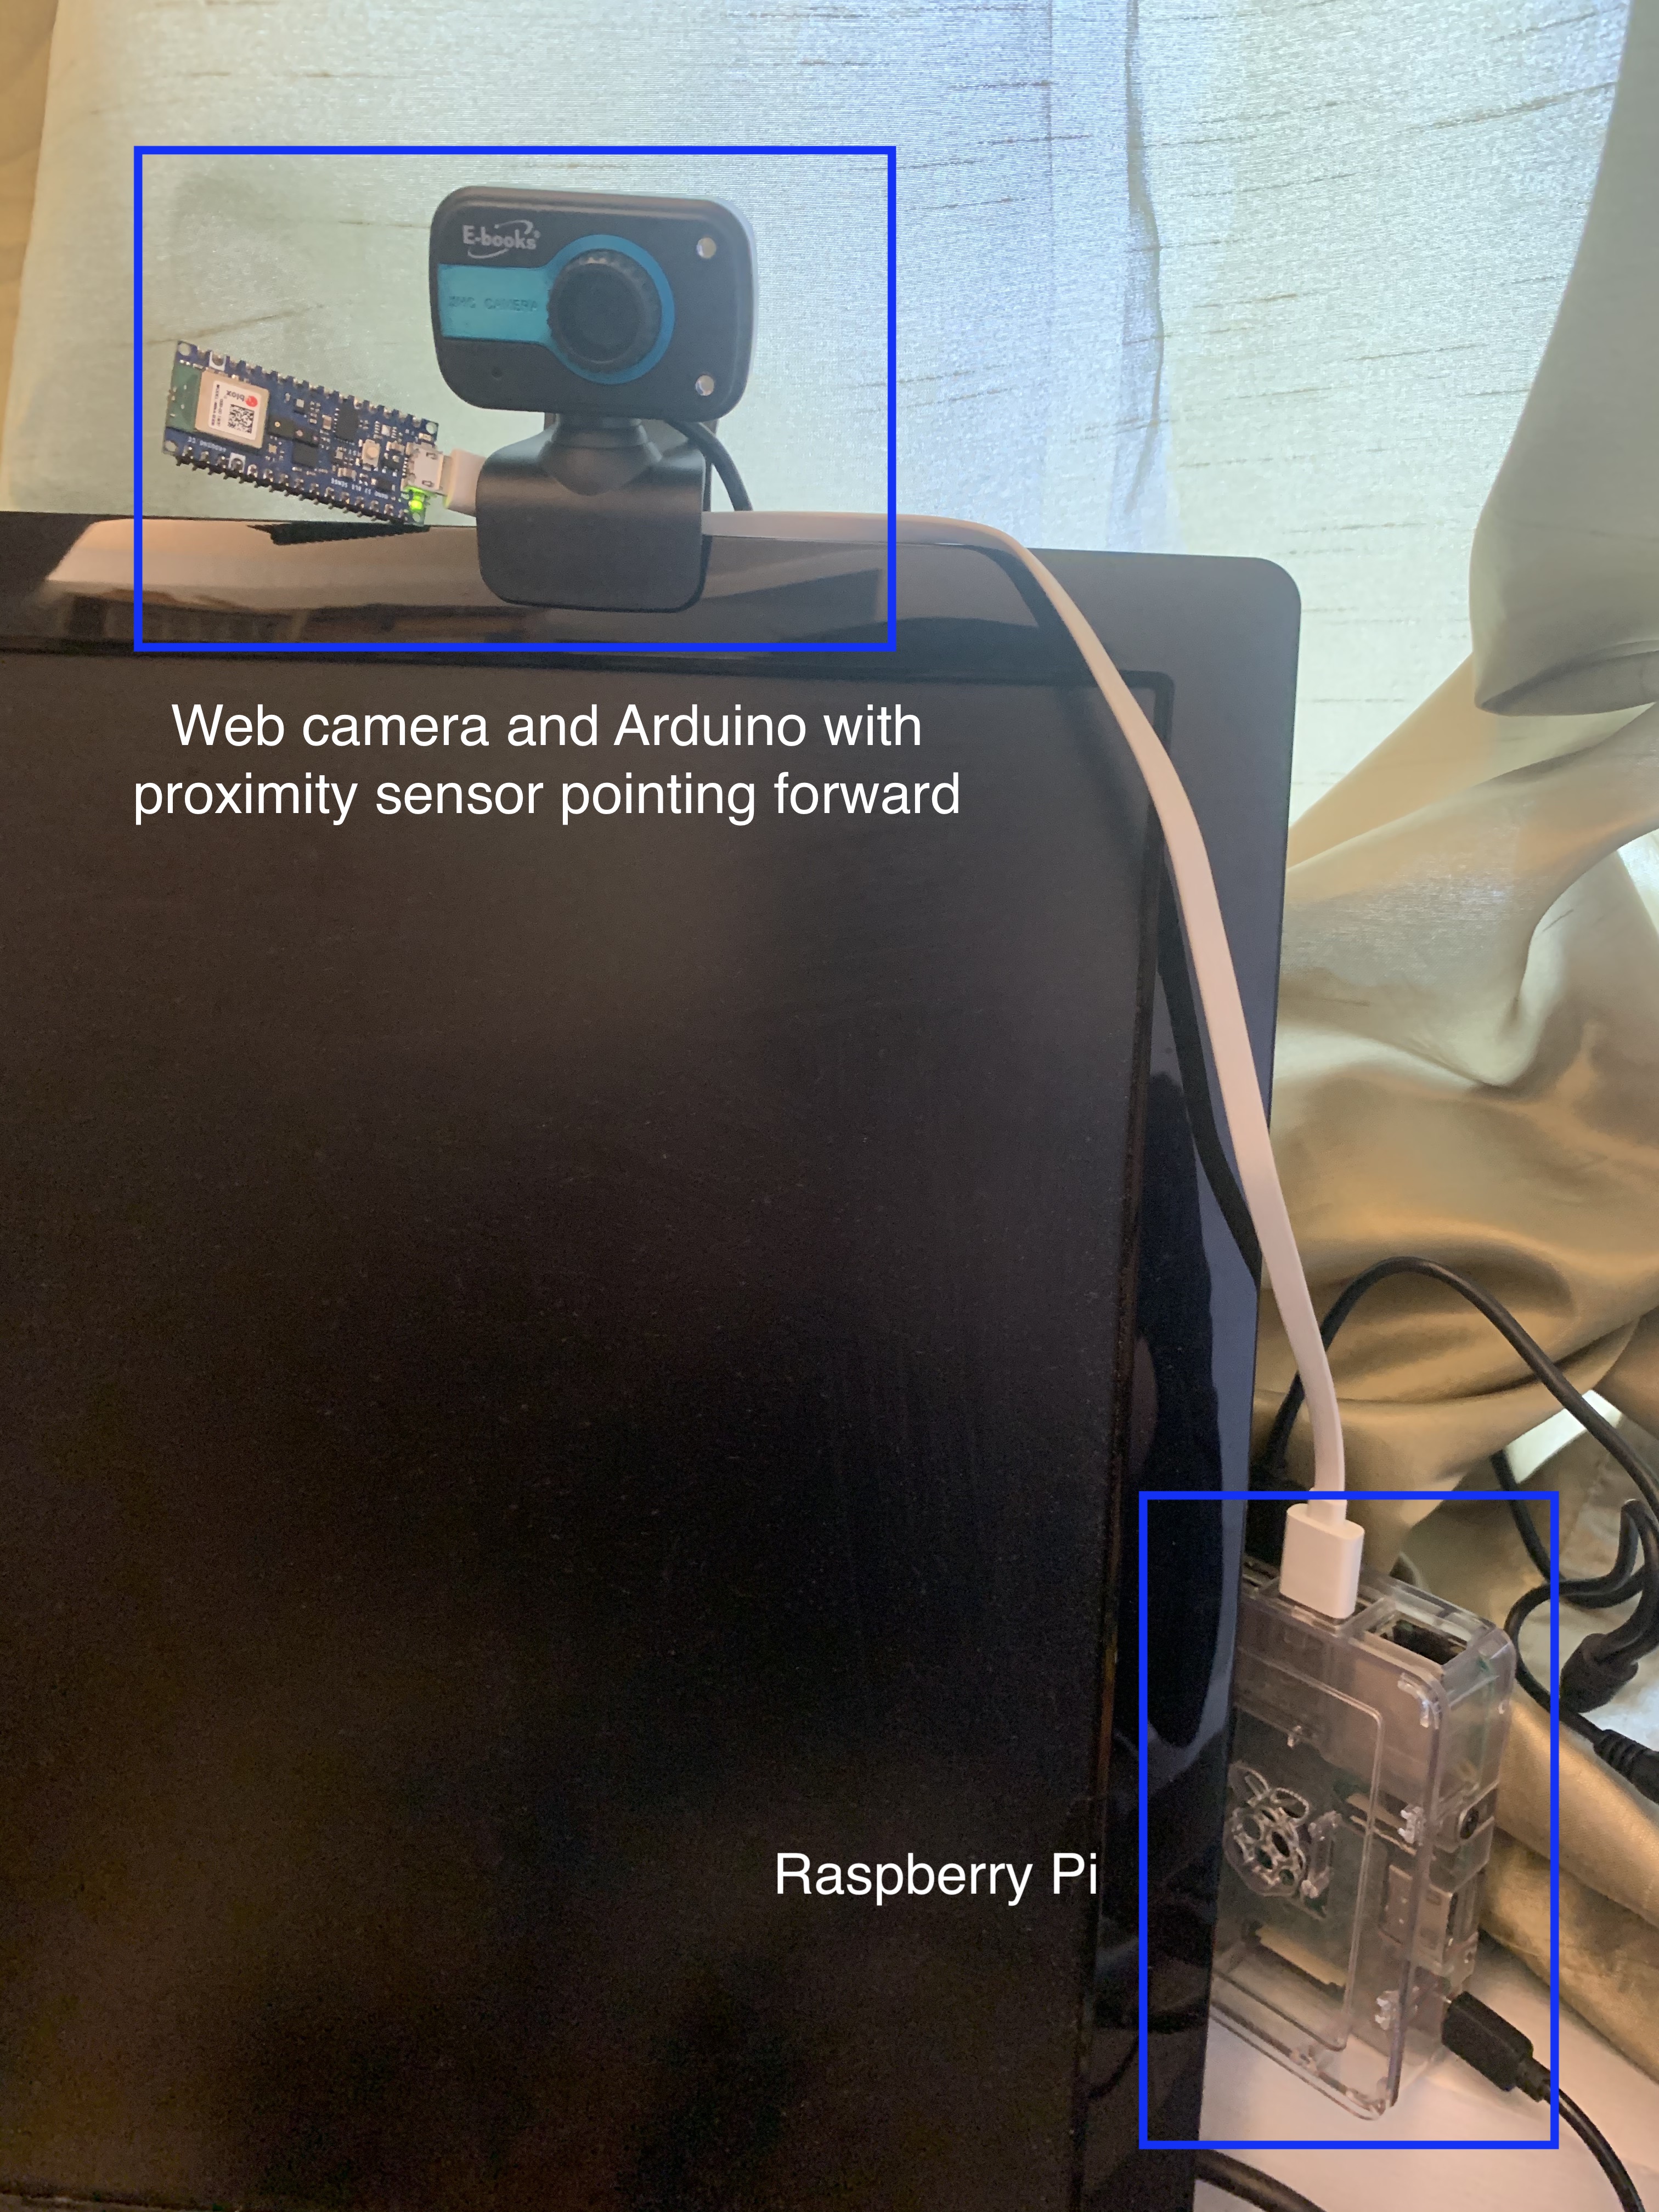 E-books
Web camera and Arduino with
proximity sensor pointing forward
Raspberry Pi